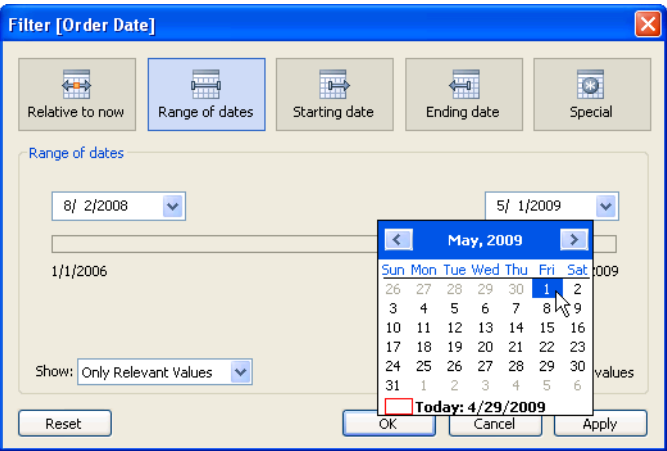 Filter [Order Date]
Relative to now
Range of dates
Starting date
Ending date
Special
Range of dates
8/ 2/2008
5/ 1/2009
1/1/2006
2009
May, 2009
Sun Mon Tue Wed Thu Fri Sat
26 27 28 29 30 1 2
3 4 5 6 7 8 9
10 11 12 13 14 15 16
17 18 19 20 21 22 23
24 25 26 27 28 29 30
31 1 2 3 4 5 6
Today: 4/29/2009
Show: Only Relevant Values
values
Reset
OK
Cancel
Apply